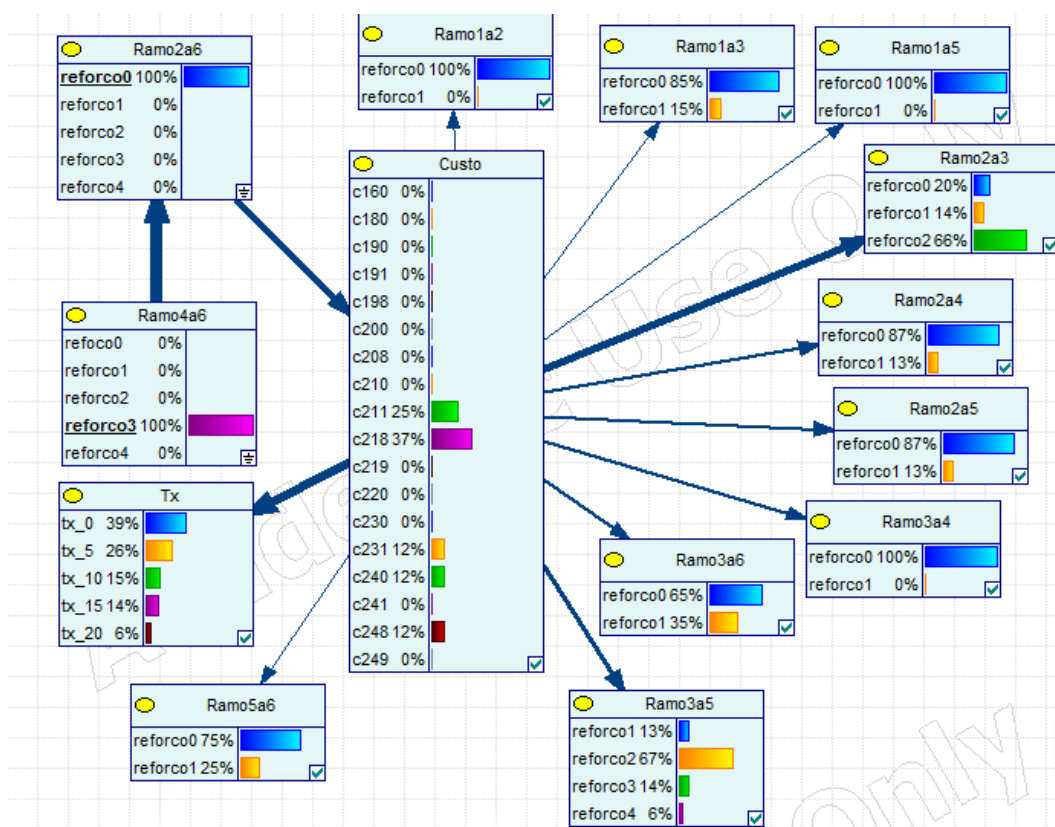 Ramo2a6
reforco0 100%
reforco1 0%
reforco2 0%
reforco3 0%
reforco4 0%
Ramo1a2
reforco0 100%
reforco1 0%
Ramo1a3
reforco0 85%
reforco1 15%
Ramo1a5
reforco0 100%
reforco1 0%
Custo
c160 0%
c180 0%
c190 0%
c191 0%
c198 0%
c200 0%
c208 0%
c210 0%
c211 25%
c218 37%
c219 0%
c220 0%
c230 0%
c231 12%
c240 12%
c241 0%
c248 12%
c249 0%
Ramo2a3
reforco0 20%
reforco1 14%
reforco2 66%
Ramo4a6
refoco0 0%
reforco1 0%
reforco2 0%
reforco3 100%
reforco4 0%
Ramo2a4
reforco0 87%
reforco1 13%
Ramo2a5
reforco0 87%
reforco1 13%
Tx
tx_0 39%
tx_5 26%
tx_10 15%
tx_15 14%
tx_20 6%
Ramo3a4
reforco0 100%
reforco1 0%
Ramo3a6
reforco0 65%
reforco1 35%
Ramo5a6
reforco0 75%
reforco1 25%
Ramo3a5
reforco1 13%
reforco2 67%
reforco3 14%
reforco4 6%
Use Only
Only